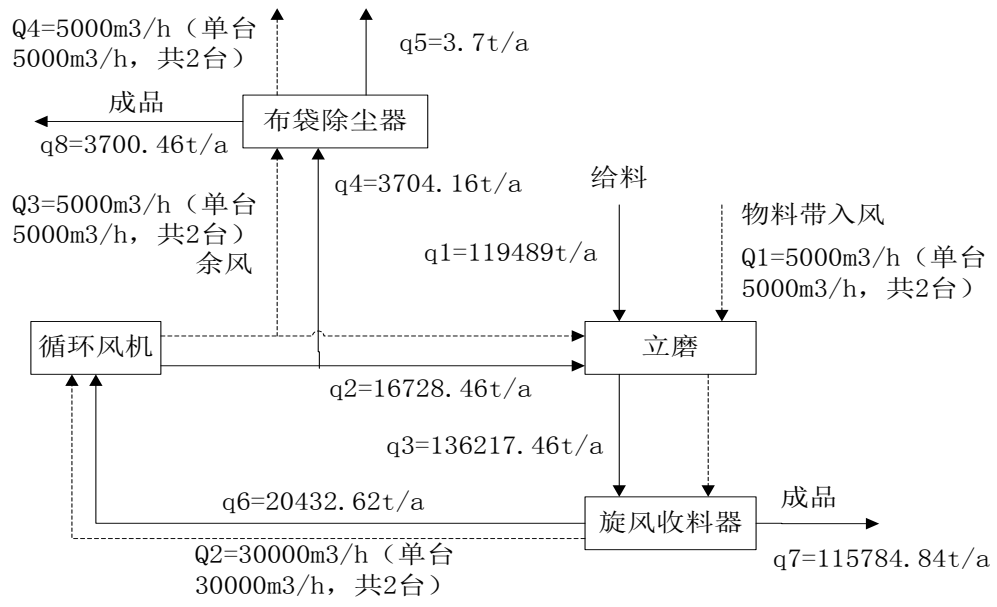 Q4=5000m3/h（单台
5000m3/h，共2台）
q5=3.7t/a
成品
布袋除尘器
q8=3700.46t/a
q4=3704.16t/a
给料
Q3=5000m3/h（单台
5000m3/h，共2台）
余风
物料带入风
q1=119489t/a
Q1=5000m3/h（单台
5000m3/h，共2台）
循环风机
立磨
q2=16728.46t/a
q3=136217.46t/a
q6=20432.62t/a
成品
旋风收料器
Q2=30000m3/h（单台
30000m3/h，共2台）
q7=115784.84t/a